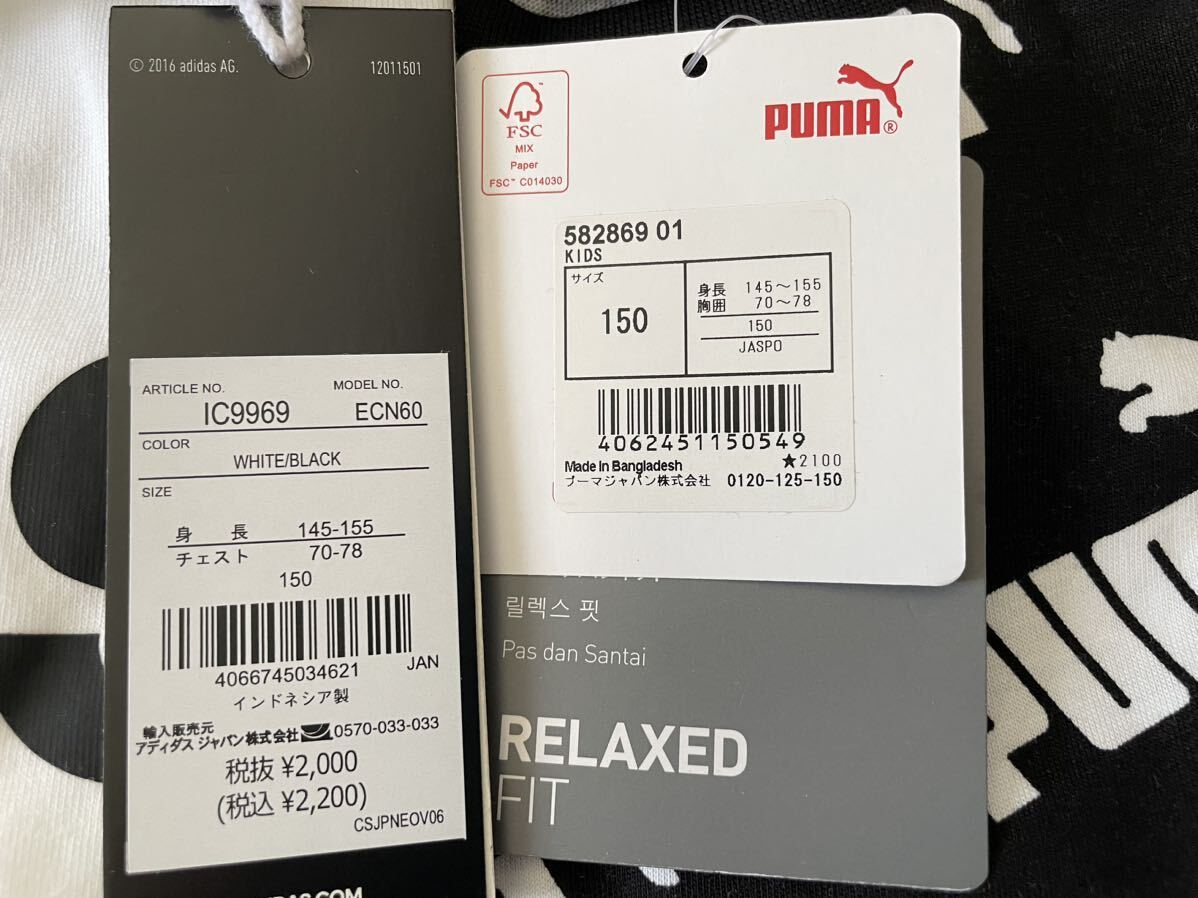 © 2016 adidas AG.
12011501
ARTICLE NO.
MODEL NO.
IC9969
ECN60
COLOR
WHITE/BLACK
SIZE
身 長 145-155
チェスト 70-78
150
4066745034621
JAN
インドネシア製
輸入販売元
アディダス ジャパン株式会社 0570-033-033
税抜 ¥2,000
(税込 ¥2,200)
CSJPNEOV06
FSC
MIX
Paper
FSC™ C014030
PUMA®
582869 01
KIDS
サイズ
150
身長 145～155
胸囲 70～78
150
JASPO
4062451150549
Made in Bangladesh
★2100
プーマジャパン株式会社 0120-125-150
릴렉스 핏
Pas dan Santai
RELAXED
FIT